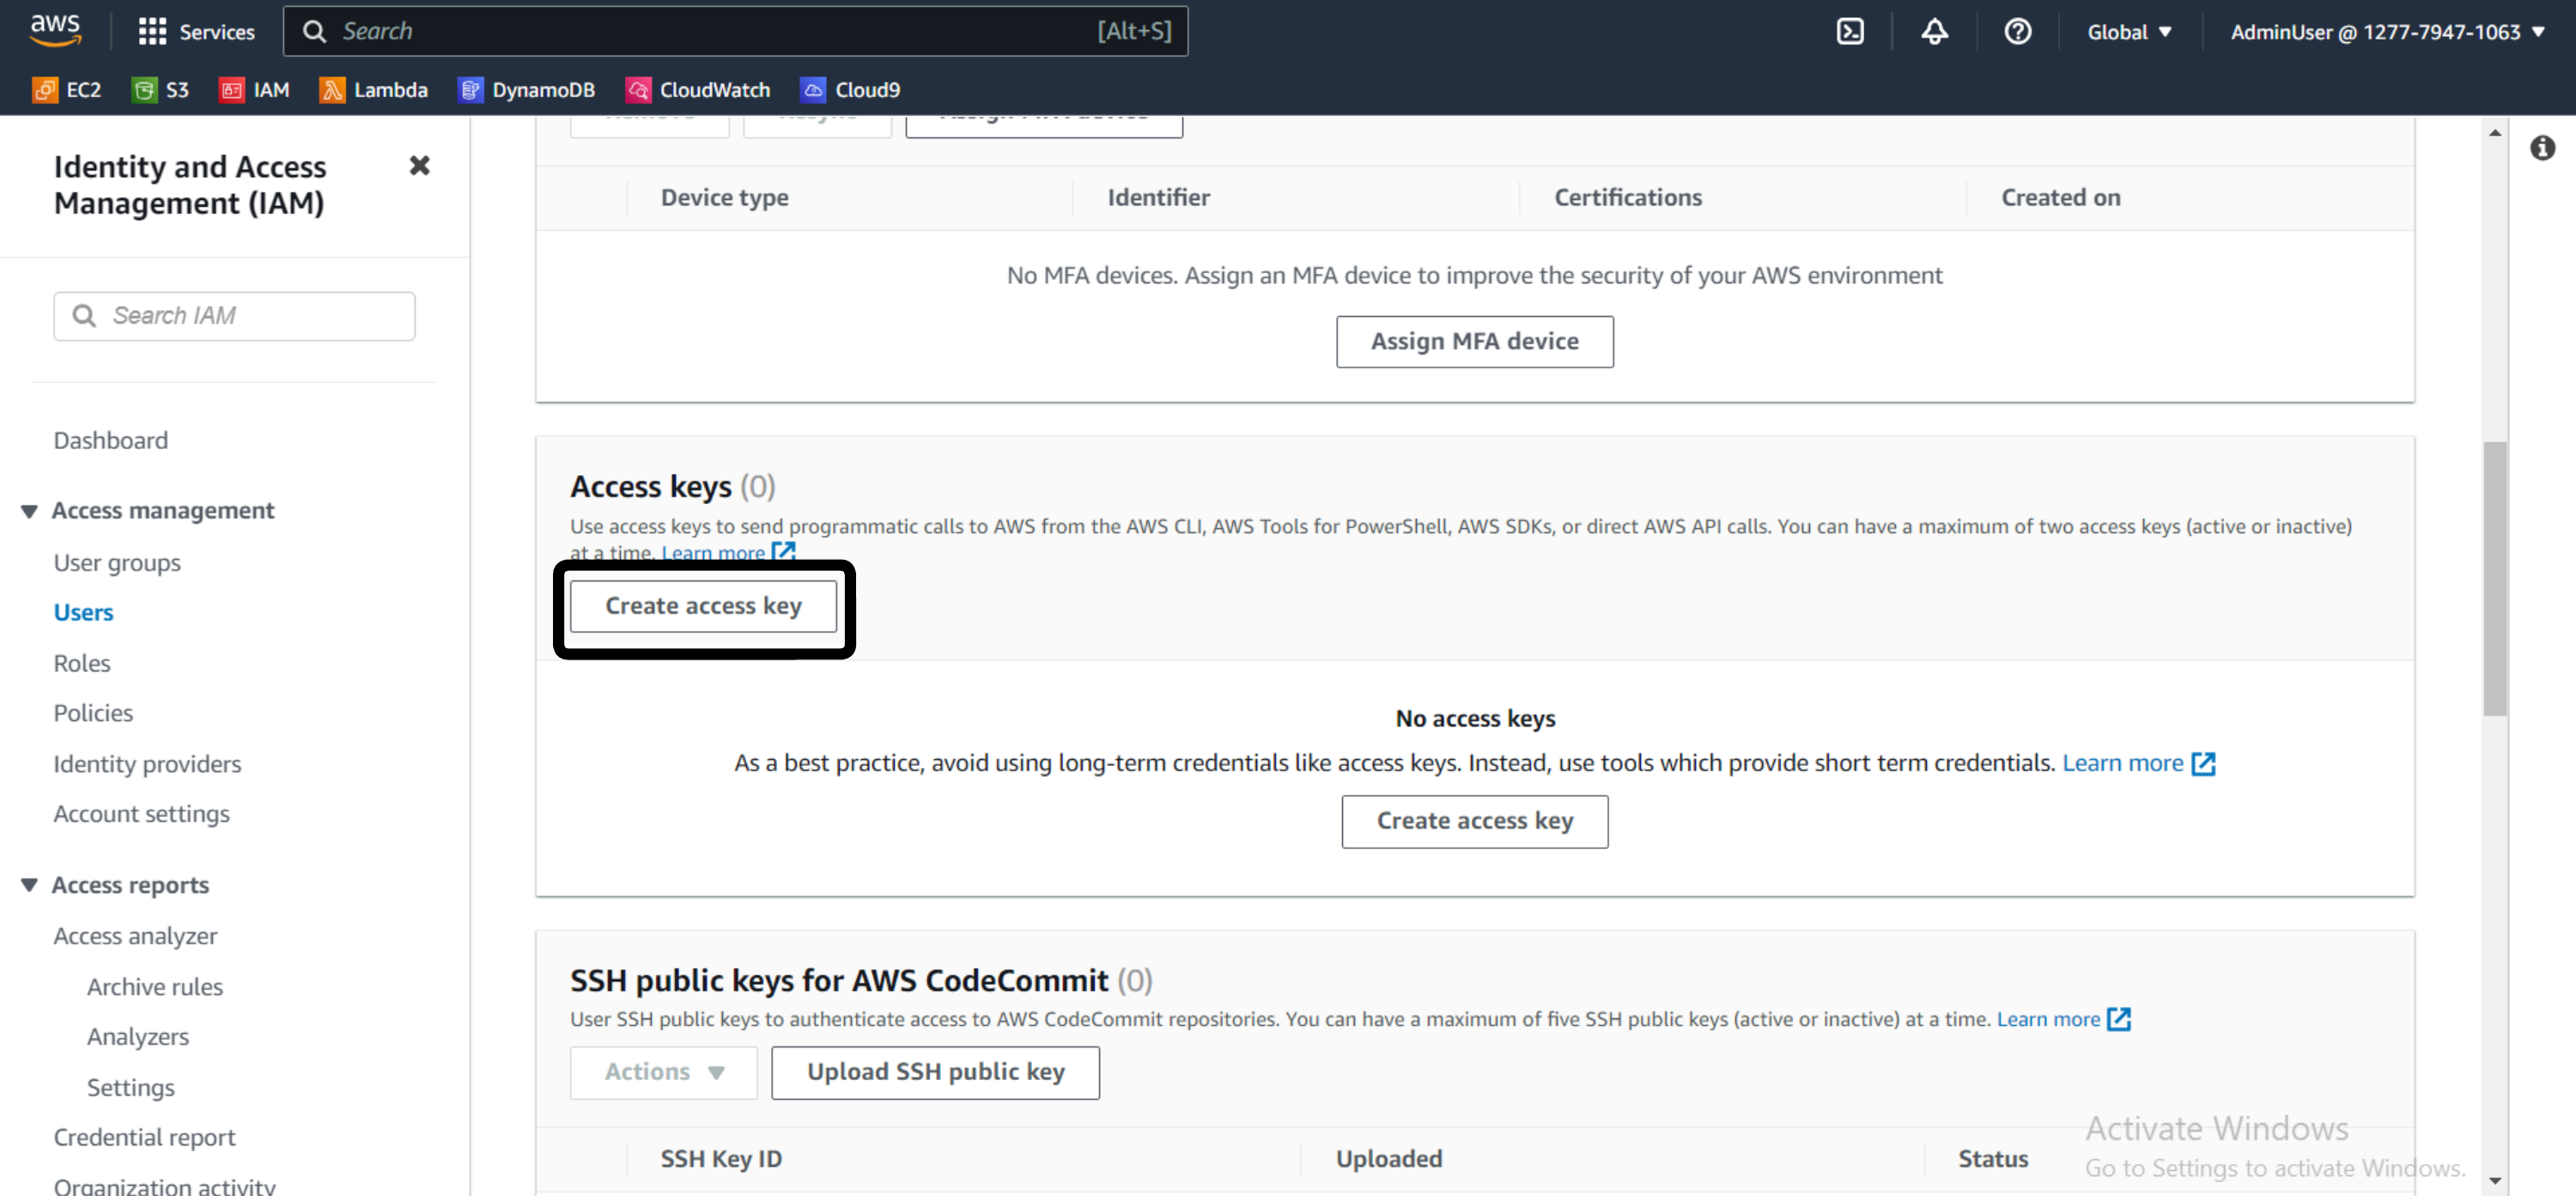 aws
Services
Search
[Alt+S]
Global
AdminUser @ 1277-7947-1063
EC2
S3
IAM
Lambda
DynamoDB
CloudWatch
Cloud9
Identity and Access
Management (IAM)
Search IAM
Dashboard
Access management
User groups
Users
Roles
Policies
Identity providers
Account settings
Access reports
Access analyzer
Archive rules
Analyzers
Settings
Credential report
Organization activity
Assign MFA device
Device type
Identifier
Certifications
Created on
No MFA devices. Assign an MFA device to improve the security of your AWS environment
Assign MFA device
Access keys (0)
Use access keys to send programmatic calls to AWS from the AWS CLI, AWS Tools for PowerShell, AWS SDKs, or direct AWS API calls. You can have a maximum of two access keys (active or inactive)
at a time. Learn more
Create access key
No access keys
As a best practice, avoid using long-term credentials like access keys. Instead, use tools which provide short term credentials. Learn more
Create access key
SSH public keys for AWS CodeCommit (0)
User SSH public keys to authenticate access to AWS CodeCommit repositories. You can have a maximum of five SSH public keys (active or inactive) at a time. Learn more
Actions
Upload SSH public key
SSH Key ID
Uploaded
Status
Activate Windows
Go to Settings to activate Windows.